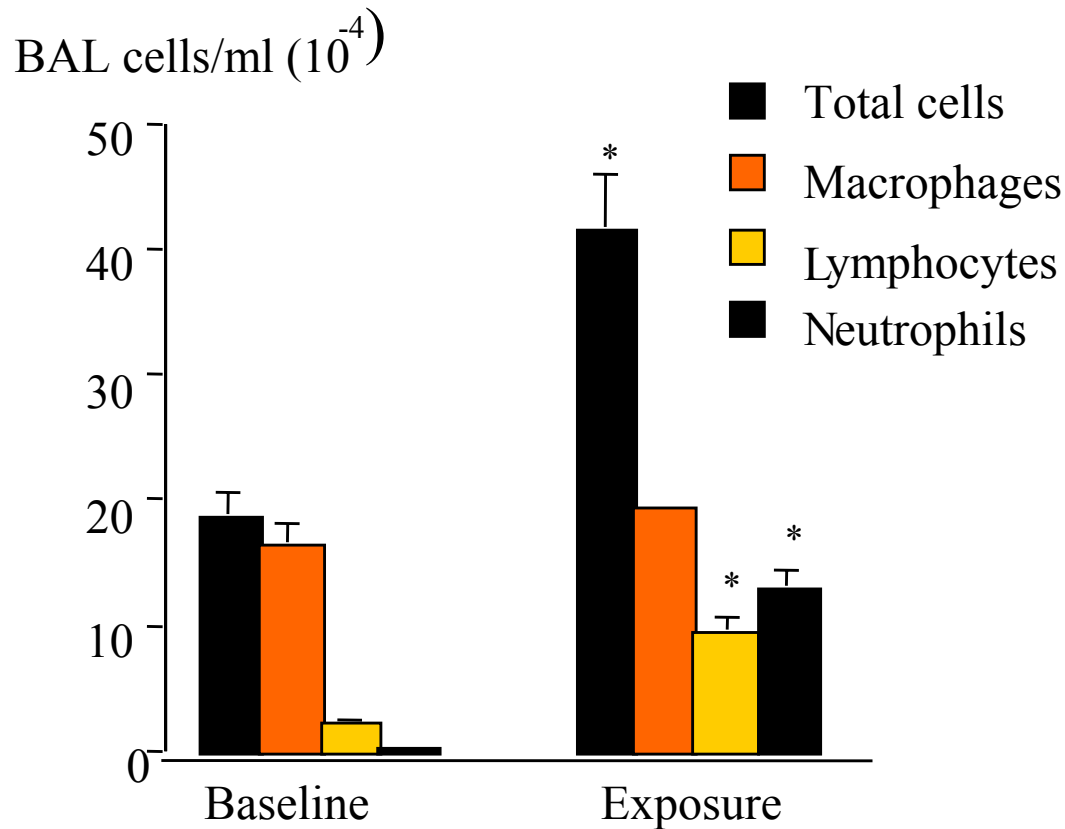 BAL cells/ml (10-4)
Total cells
Macrophages
Lymphocytes
Neutrophils
50
40
30
20
10
0
*
*
*
Baseline
Exposure